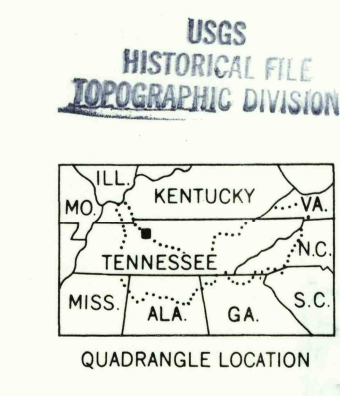 USGS
HISTORICAL FILE
TOPOGRAPHIC DIVISION
ILL.
MO.
KENTUCKY
VA.
TENNESSEE
N.C.
MISS.
ALA.
GA.
S.C.
QUADRANGLE LOCATION